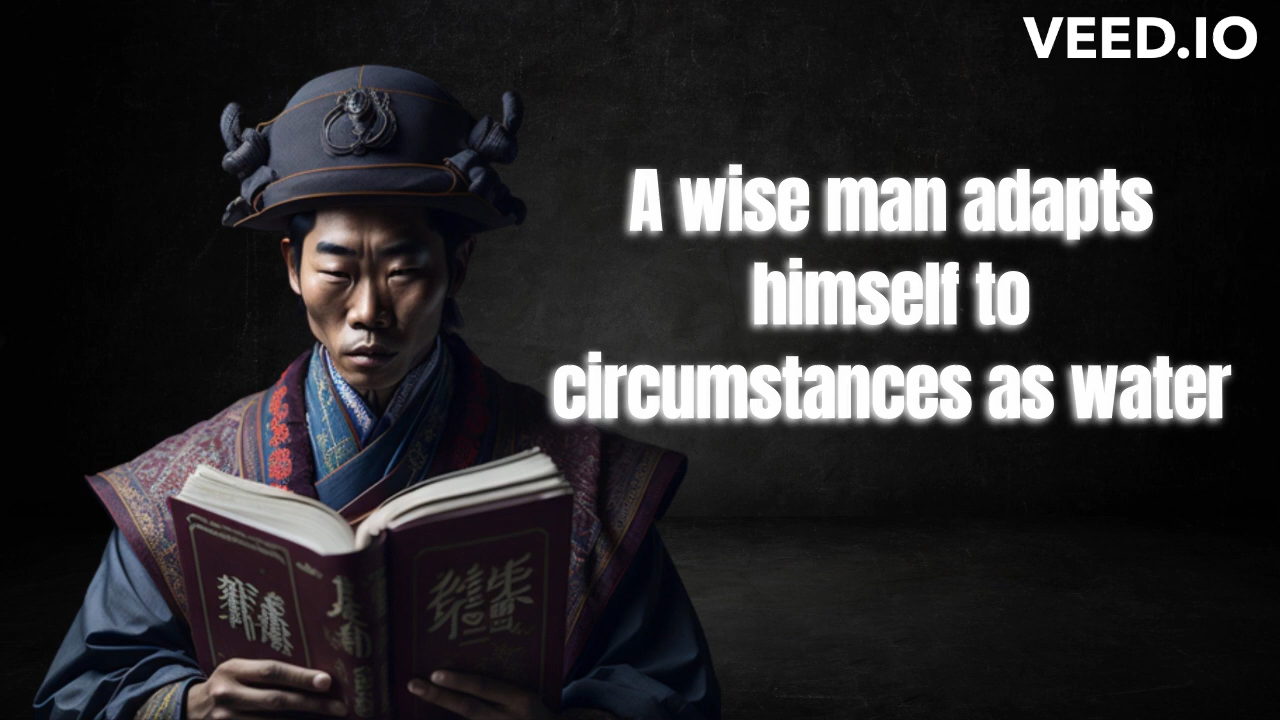 VEED.IO
A wise man adapts
himself to
circumstances as water